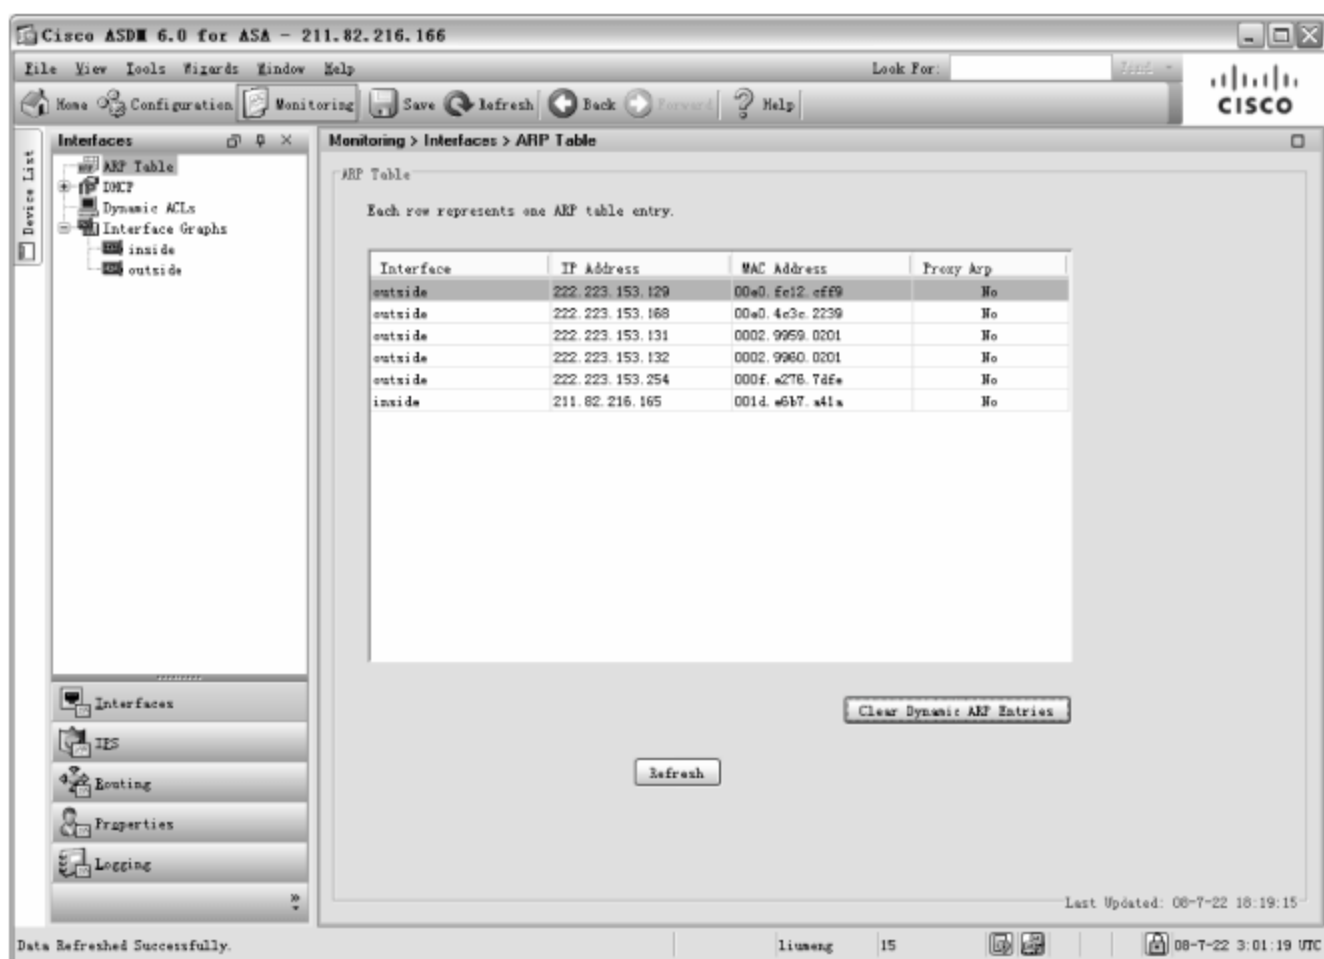 Cisco ASDM 6.0 for ASA - 211.82.216.166
File View Tools Wizards Window Help
Look For:
Find
Home Configuration Monitoring Save Refresh Back Forward Help
CISCO
Device List
Interfaces
ARP Table
DHCP
Dynamic ACLs
Interface Graphs
inside
outside
Monitoring > Interfaces > ARP Table
ARP Table
Each row represents one ARP table entry.
Interface IP Address MAC Address Proxy Arp
outside 222.223.153.129 00e0.fc12.cff9 No
outside 222.223.153.168 00e0.4c3c.2239 No
outside 222.223.153.131 0002.9959.0201 No
outside 222.223.153.132 0002.9960.0201 No
outside 222.223.153.254 000f.e276.7dfe No
inside 211.82.216.165 001d.e6b7.a41a No
Clear Dynamic ARP Entries
Refresh
Interfaces
IPS
Routing
Properties
Logging
Last Updated: 08-7-22 18:19:15
Data Refreshed Successfully.
liumeng
15
08-7-22 3:01:19 UTC